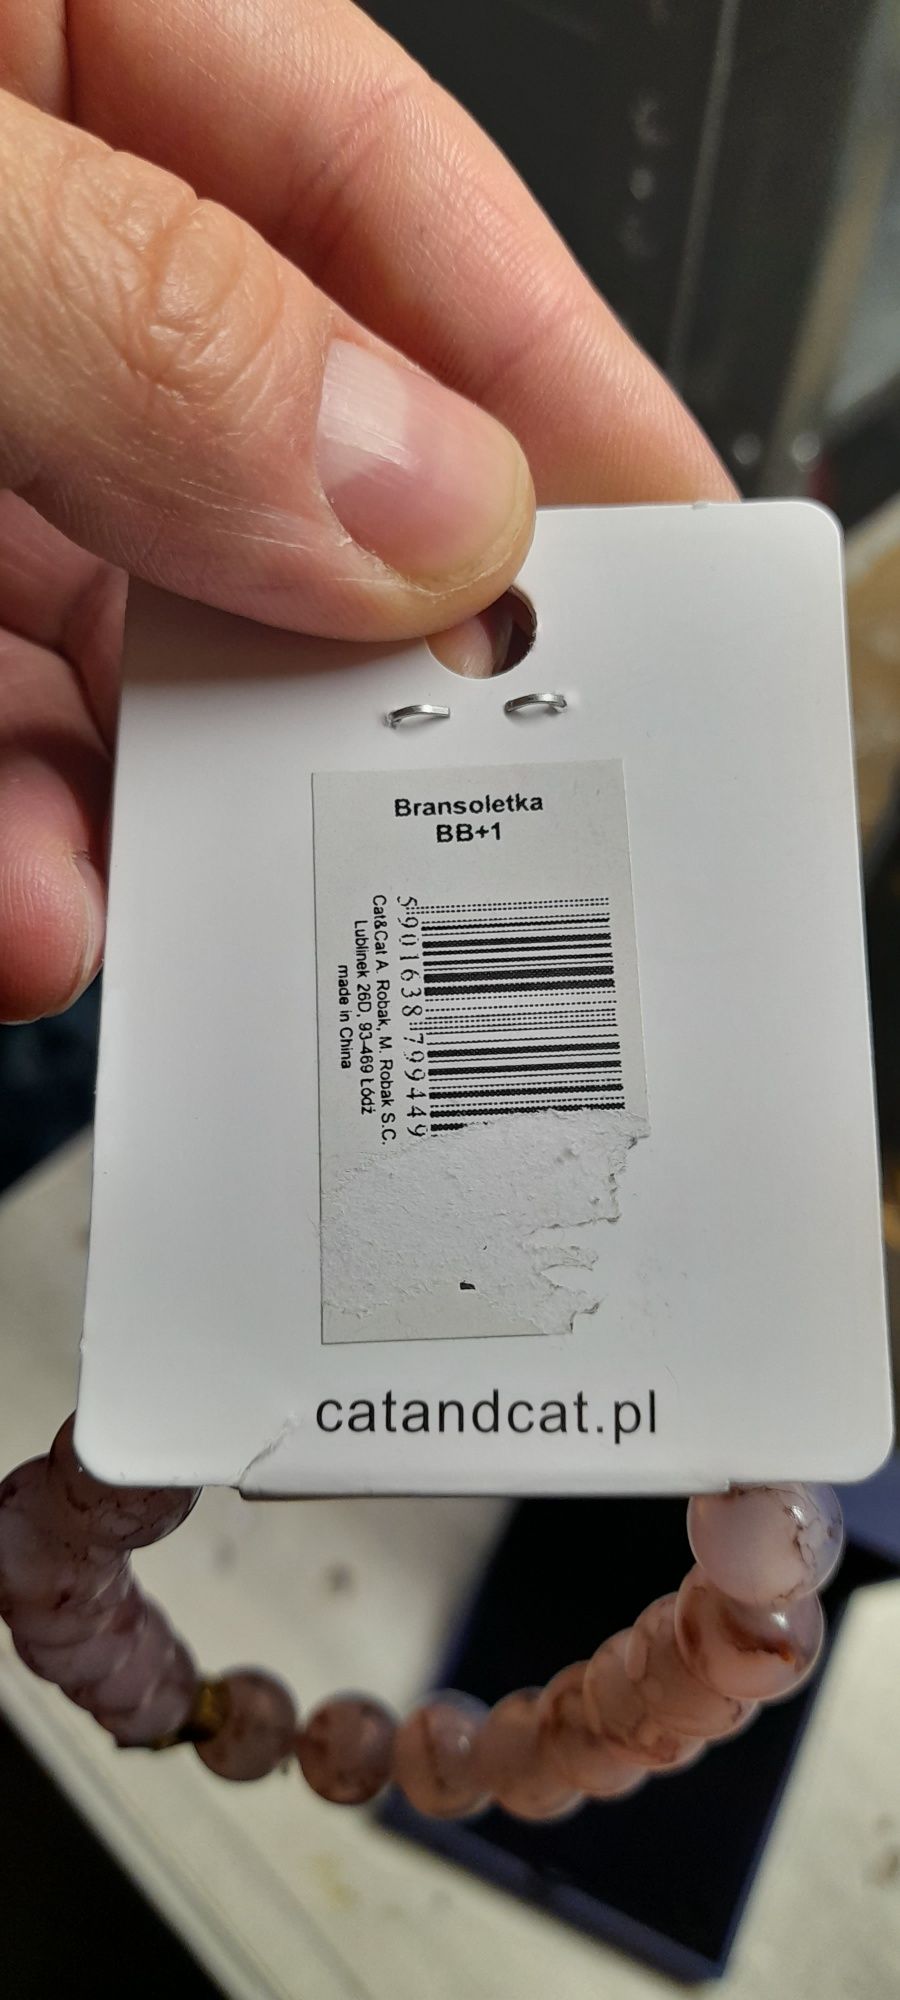 Bransoletka
BB+1
5901638799449
Cat&Cat A. Robak, M. Robak S.C.
Lublinek 26D, 93-469 Łódź
made in China
catandcat.pl